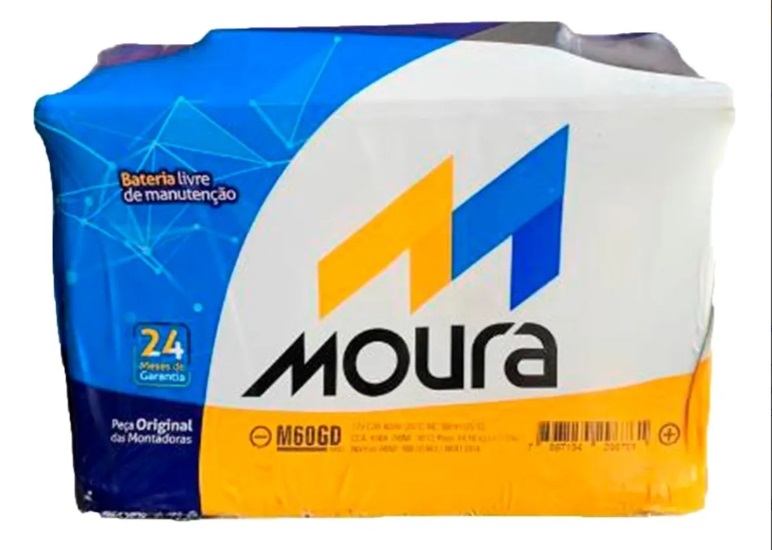 Bateria livre
de manutenção
24
Meses de
Garantia
Moura
Peça Original
das Montadoras
M60GD